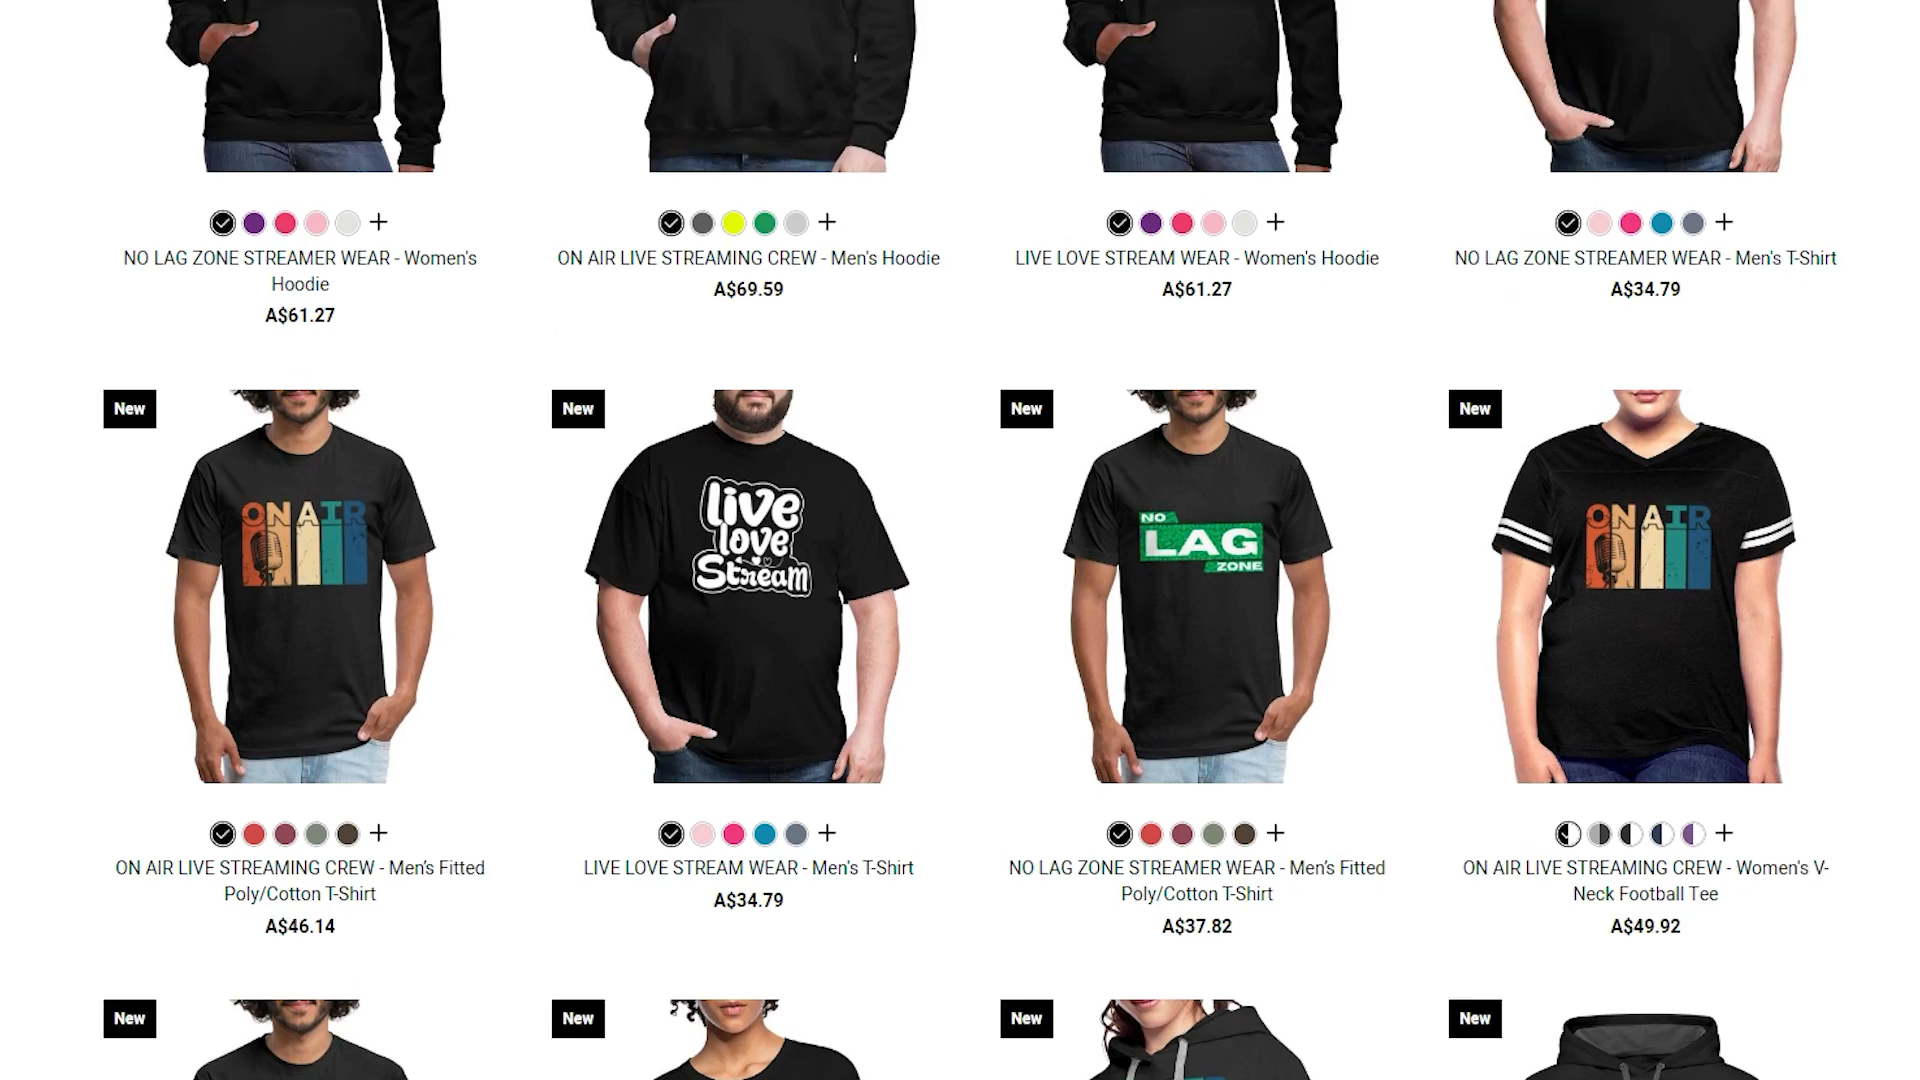 NO LAG ZONE STREAMER WEAR - Women's
Hoodie
A$61.27
ON AIR LIVE STREAMING CREW - Men's Hoodie
A$69.59
LIVE LOVE STREAM WEAR - Women's Hoodie
A$61.27
NO LAG ZONE STREAMER WEAR - Men's T-Shirt
A$34.79
New
ON AIR
New
live
love
Stream
New
NO
LAG
ZONE
New
ON AIR
ON AIR LIVE STREAMING CREW - Men’s Fitted
Poly/Cotton T-Shirt
A$46.14
LIVE LOVE STREAM WEAR - Men's T-Shirt
A$34.79
NO LAG ZONE STREAMER WEAR - Men’s Fitted
Poly/Cotton T-Shirt
A$37.82
ON AIR LIVE STREAMING CREW - Women's V-
Neck Football Tee
A$49.92
New
New
New
New